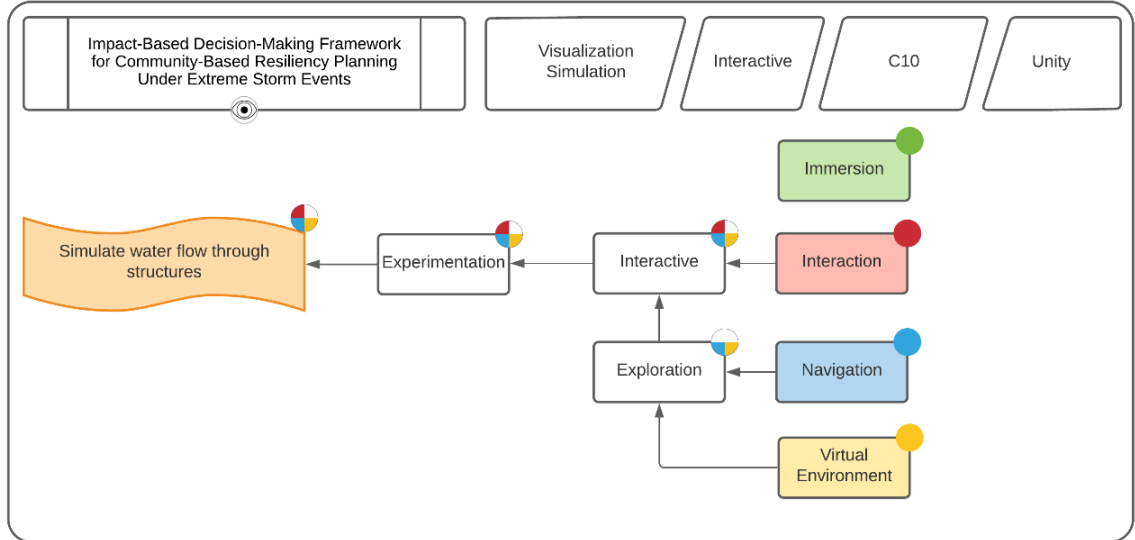 Impact-Based Decision-Making Framework
for Community-Based Resiliency Planning
Under Extreme Storm Events
Visualization
Simulation
Interactive
C10
Unity
Immersion
Simulate water flow through
structures
Experimentation
Interactive
Interaction
Exploration
Navigation
Virtual
Environment